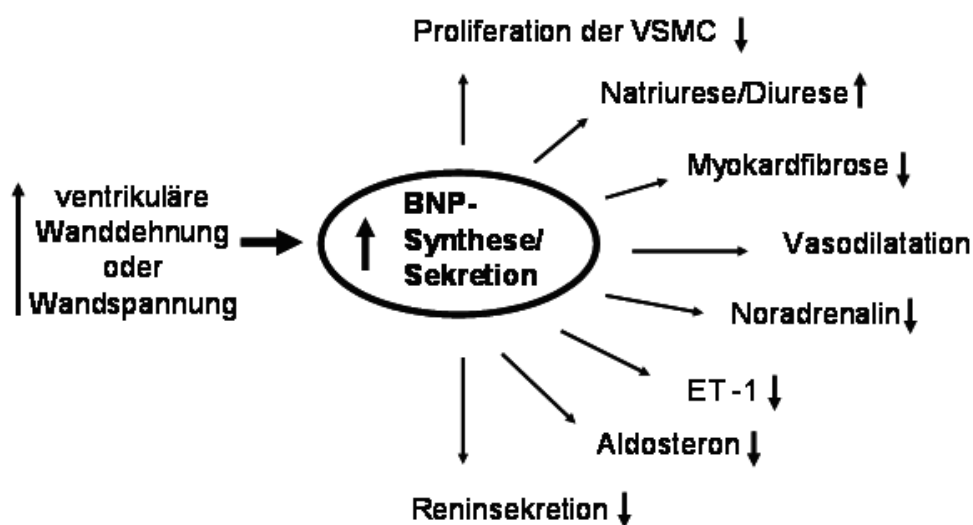 Proliferation der VSMC ↓
Natriurese/Diurese ↑
Myokardfibrose ↓
ventrikuläre
Wanddehnung
oder
Wandspannung
BNP-
Synthese/
Sekretion
Vasodilatation
Noradrenalin ↓
ET -1 ↓
Aldosteron ↓
Reninsekretion ↓